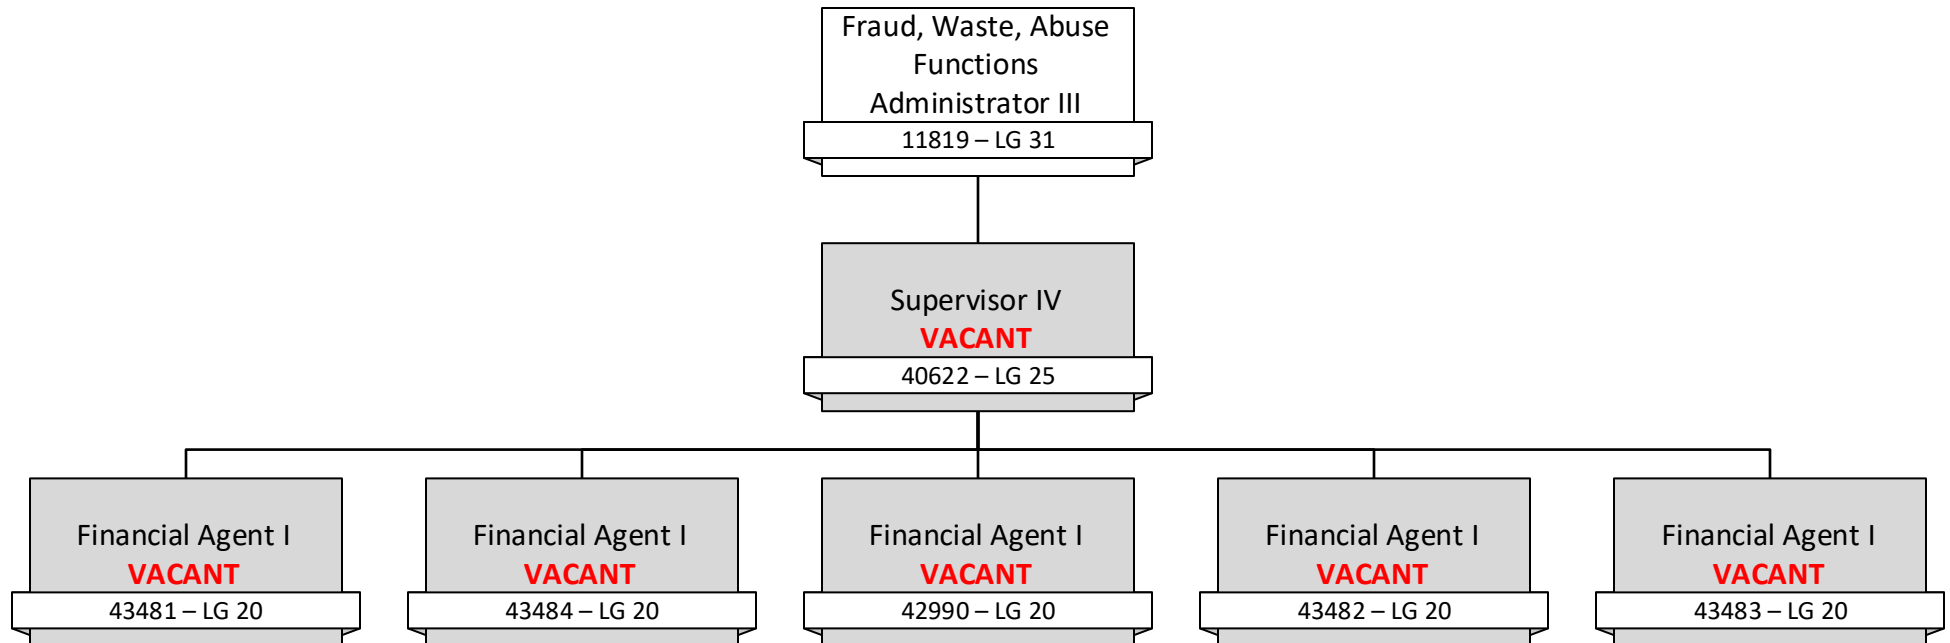 Fraud, Waste, Abuse
Functions
Administrator III
11819 – LG 31
Supervisor IV
VACANT
40622 – LG 25
Financial Agent I
VACANT
43481 – LG 20
Financial Agent I
VACANT
43484 – LG 20
Financial Agent I
VACANT
42990 – LG 20
Financial Agent I
VACANT
43482 – LG 20
Financial Agent I
VACANT
43483 – LG 20